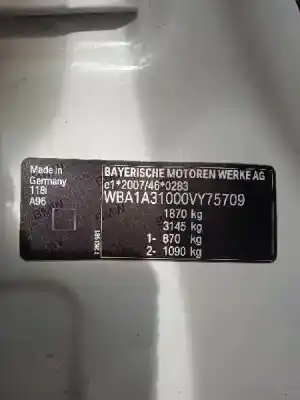 Made in
Germany
118i
A96
BAYERISCHE MOTOREN WERKE AG
e1*2007/46*0283
WBA1A31000VY75709
1870 kg
3145 kg
1- 870 kg
2- 1090 kg